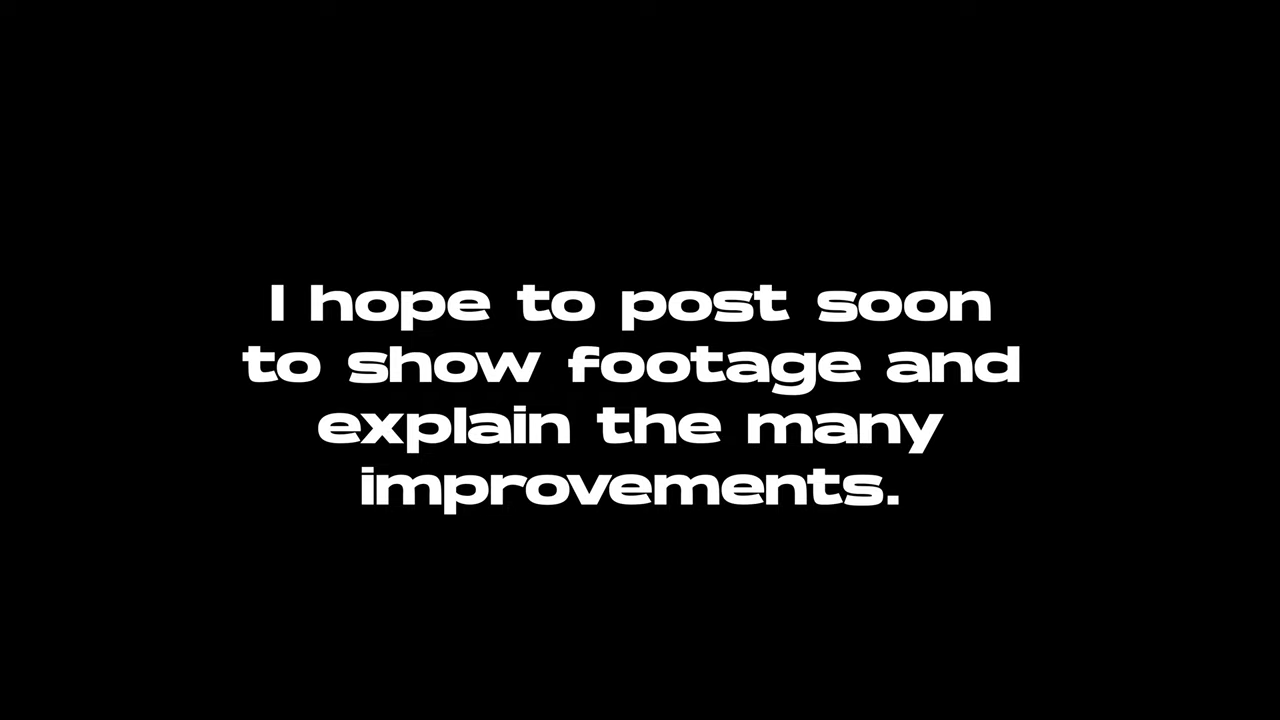 I hope to post soon
to show footage and
explain the many
improvements.